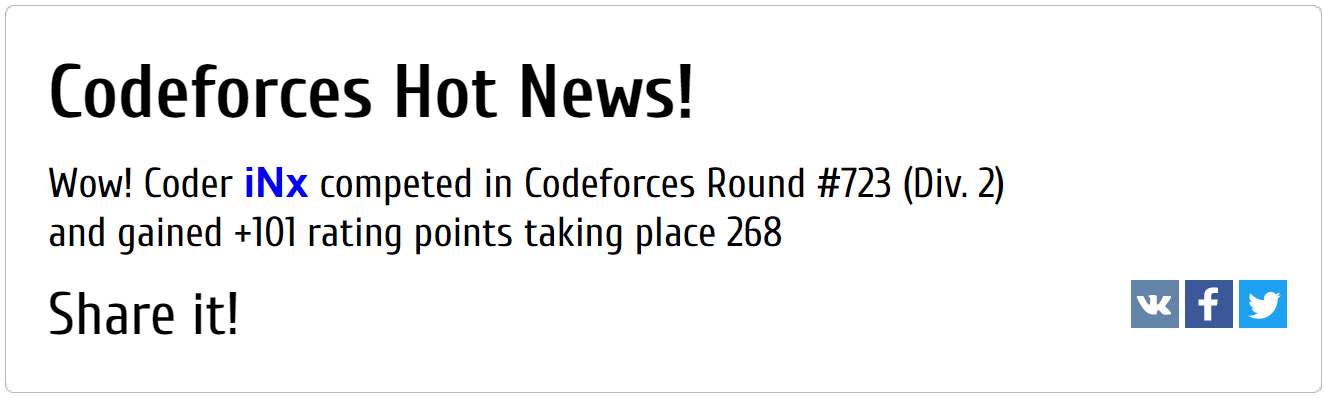 Codeforces Hot News!
Wow! Coder iNx competed in Codeforces Round #723 (Div. 2)
and gained +101 rating points taking place 268
Share it!